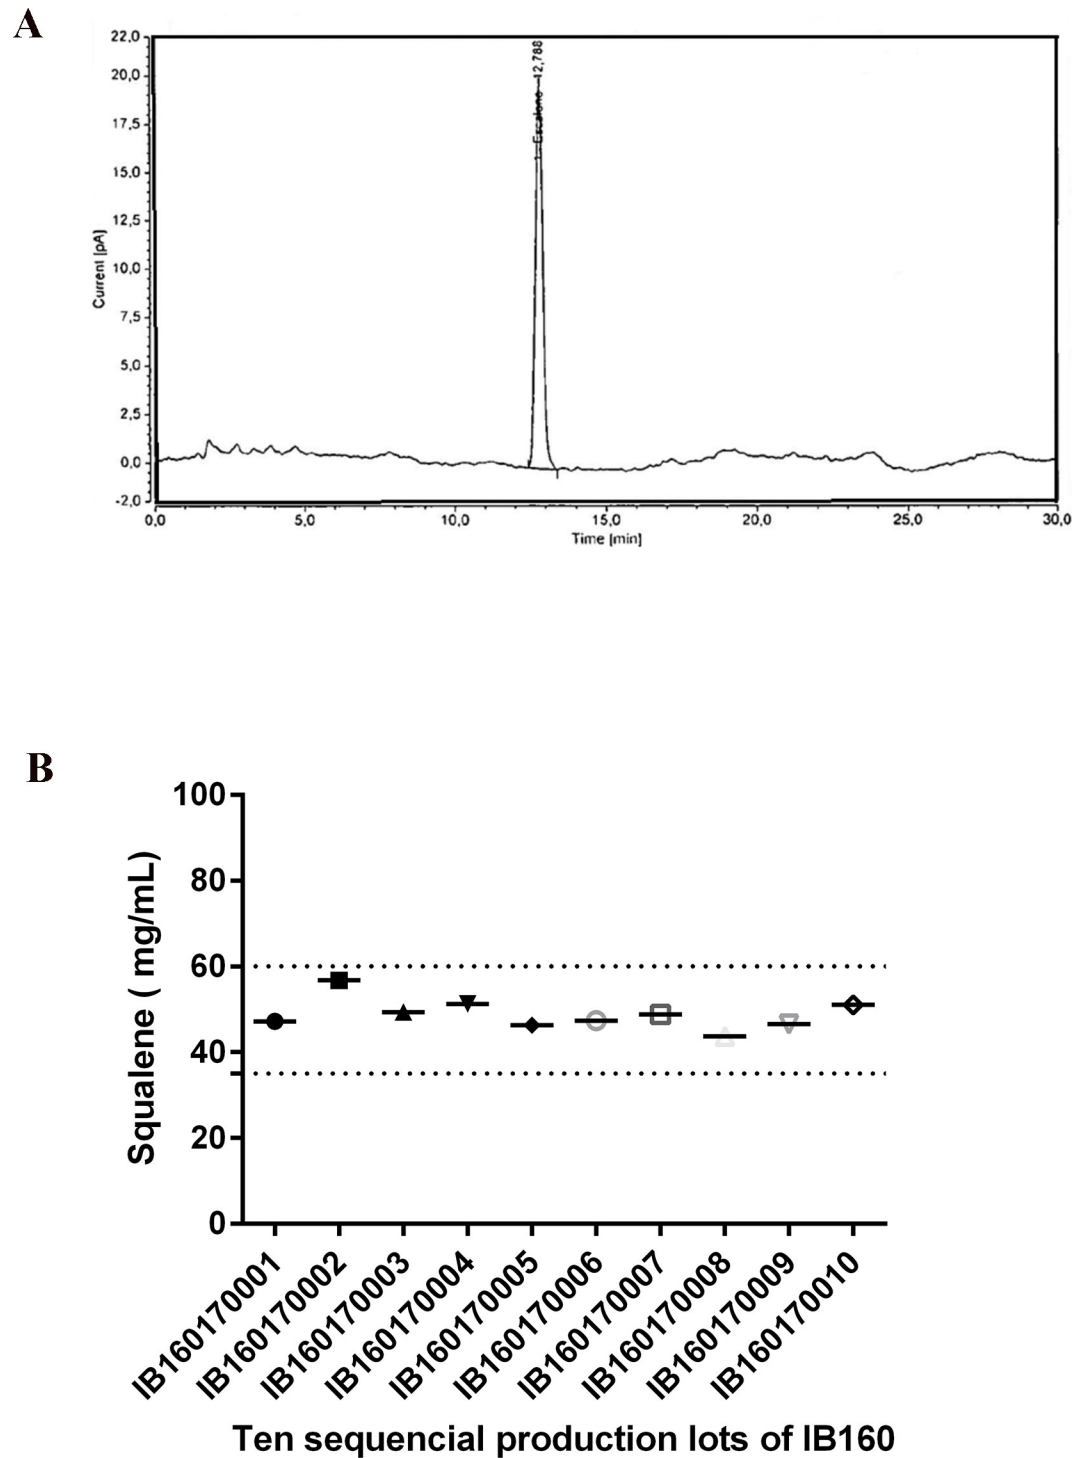 A
22,0
20,0
17,5
15,0
12,5
10,0
7,5
5,0
2,5
0,0
-2,0
Current [pA]
1 - Escaleno - 12,788
0,0 5,0 10,0 15,0 20,0 25,0 30,0
Time [min]
B
100
80
60
40
20
0
Squalene ( mg/mL)
IB160170001
IB160170002
IB160170003
IB160170004
IB160170005
IB160170006
IB160170007
IB160170008
IB160170009
IB160170010
Ten sequencial production lots of IB160